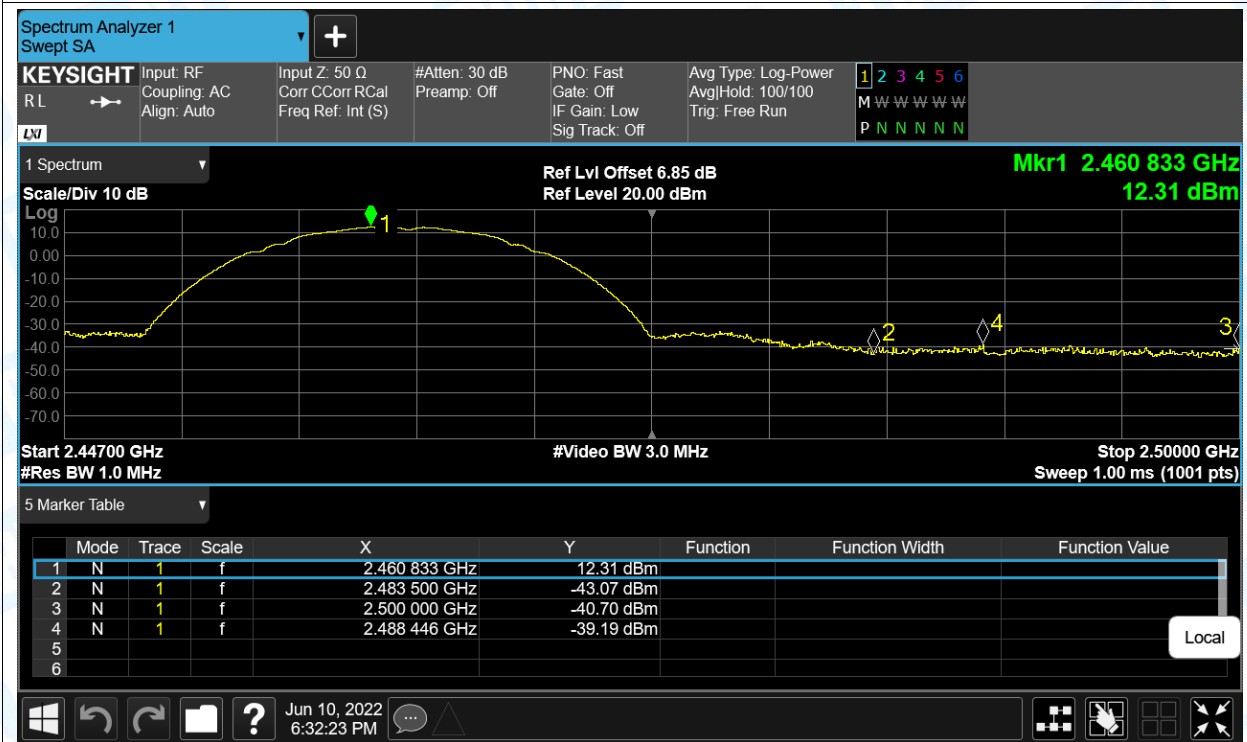 Spectrum Analyzer 1
Swept SA
+
KEYSIGHT
R L
LXI
Input: RF
Coupling: AC
Align: Auto
Input Z: 50 Ω
Corr CCorr RCal
Freq Ref: Int (S)
#Atten: 30 dB
Preamp: Off
PNO: Fast
Gate: Off
IF Gain: Low
Sig Track: Off
Avg Type: Log-Power
Avg|Hold: 100/100
Trig: Free Run
1 2 3 4 5 6
M W W W W W W
P N N N N N
1 Spectrum
Scale/Div 10 dB
Ref Lvl Offset 6.85 dB
Ref Level 20.00 dBm
Mkr1 2.460 833 GHz
12.31 dBm
Log
10.0
0.00
-10.0
-20.0
-30.0
-40.0
-50.0
-60.0
-70.0
1
2
4
3
Start 2.44700 GHz
#Video BW 3.0 MHz
Stop 2.50000 GHz
#Res BW 1.0 MHz
Sweep 1.00 ms (1001 pts)
5 Marker Table
Mode Trace Scale X Y Function Function Width Function Value
1 N 1 f 2.460 833 GHz 12.31 dBm
2 N 1 f 2.483 500 GHz -43.07 dBm
3 N 1 f 2.500 000 GHz -40.70 dBm
4 N 1 f 2.488 446 GHz -39.19 dBm
5
6
Local
?
Jun 10, 2022
6:32:23 PM